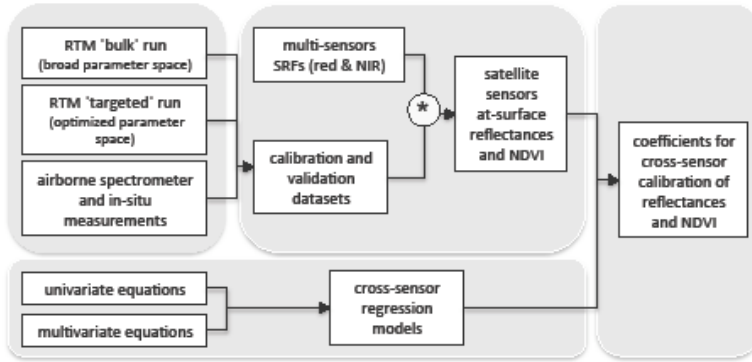 RTM "bulk" run
(broad parameter space)
RTM "targeted" run
(optimized parameter
space)
airborne spectrometer
and in-situ
measurements
multi-sensors
SRFs (red & NIR)
*
calibration and
validation
datasets
satellite
sensors
at-surface
reflectances
and NDVI
coefficients for
cross-sensor
calibration of
reflectances
and NDVI
univariate equations
multivariate equations
cross-sensor
regression
models